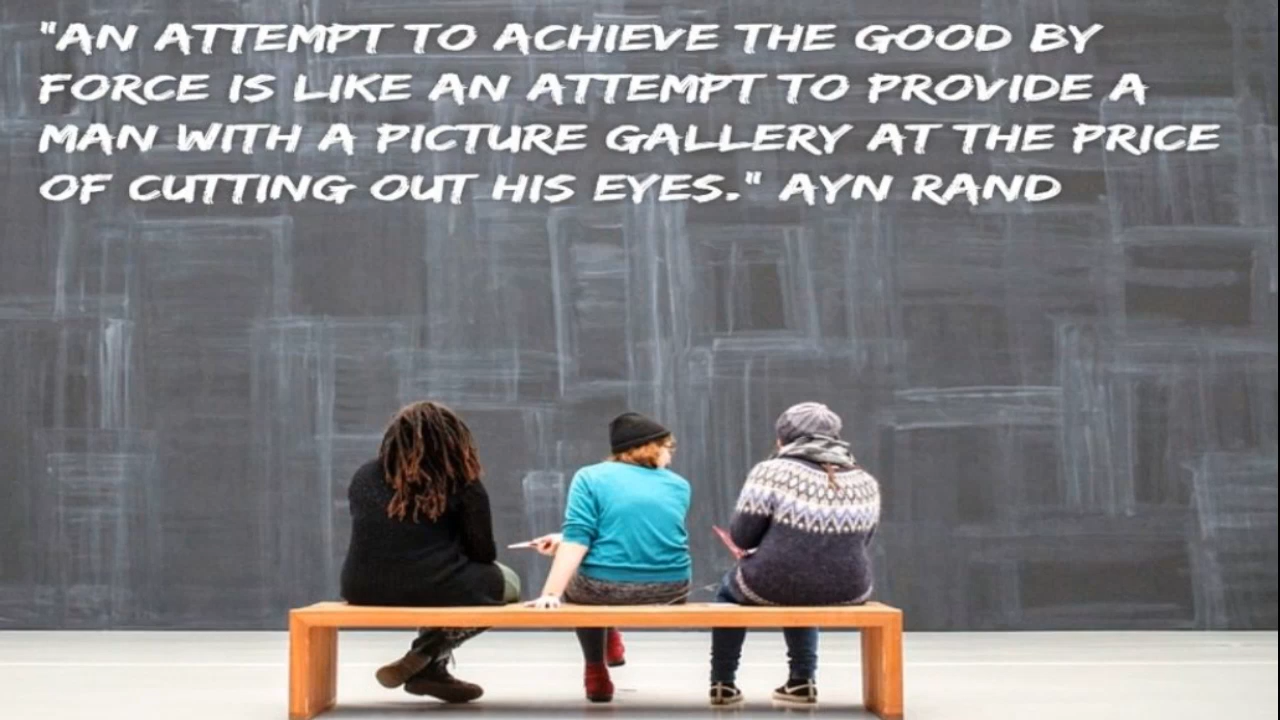 "AN ATTEMPT TO ACHIEVE THE GOOD BY
FORCE IS LIKE AN ATTEMPT TO PROVIDE A
MAN WITH A PICTURE GALLERY AT THE PRICE
OF CUTTING OUT HIS EYES." AYN RAND